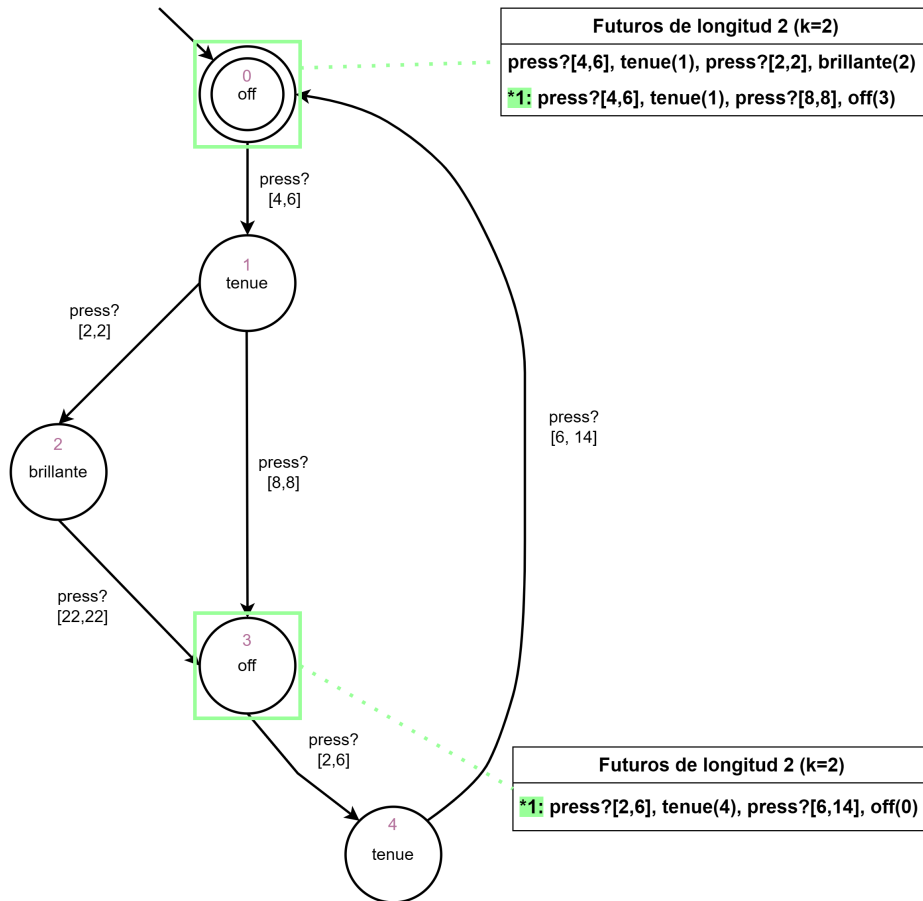 Futuros de longitud 2 (k=2)
press?[4,6], tenue(1), press?[2,2], brillante(2)
*1: press?[4,6], tenue(1), press?[8,8], off(3)
0
off
press?
[4,6]
1
tenue
press?
[2,2]
press?
[6, 14]
2
brillante
press?
[8,8]
press?
[22,22]
3
off
press?
[2,6]
Futuros de longitud 2 (k=2)
*1: press?[2,6], tenue(4), press?[6,14], off(0)
4
tenue